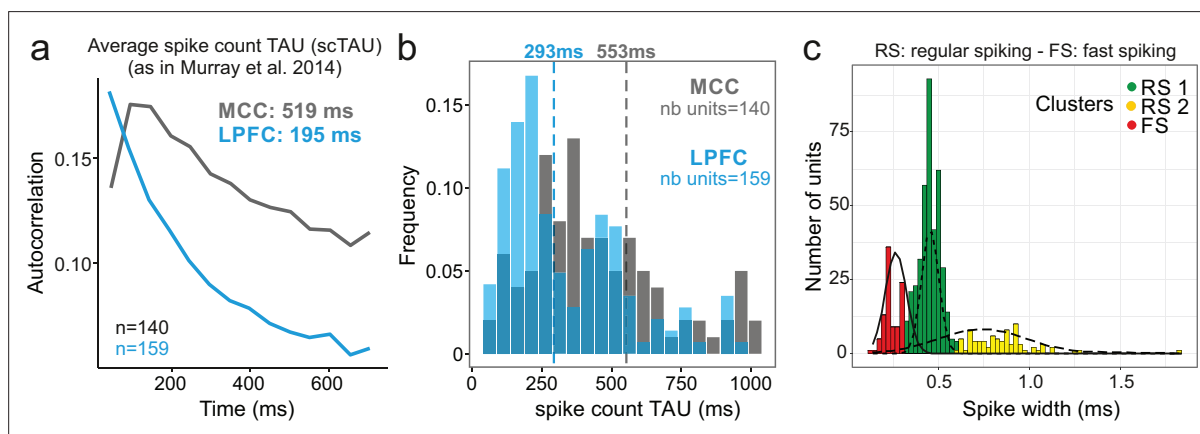 a
Average spike count TAU (scTAU)
(as in Murray et al. 2014)
MCC: 519 ms
LPFC: 195 ms
0.15
0.10
Autocorrelation
n=140
n=159
200
400
600
Time (ms)
b
293ms
553ms
MCC
nb units=140
LPFC
nb units=159
0.15
0.10
0.05
0
Frequency
0
250
500
750
1000
spike count TAU (ms)
c
RS: regular spiking - FS: fast spiking
Clusters
RS 1
RS 2
FS
75
50
25
0
Number of units
0.5
1.0
1.5
Spike width (ms)